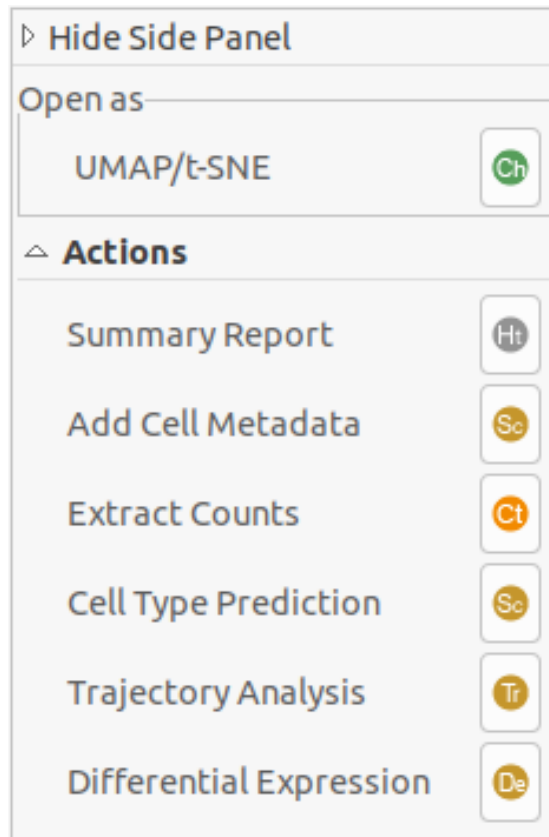 Hide Side Panel
Open as
UMAP/t-SNE Ch
Actions
Summary Report Ht
Add Cell Metadata Sc
Extract Counts Ct
Cell Type Prediction Sc
Trajectory Analysis Tr
Differential Expression De